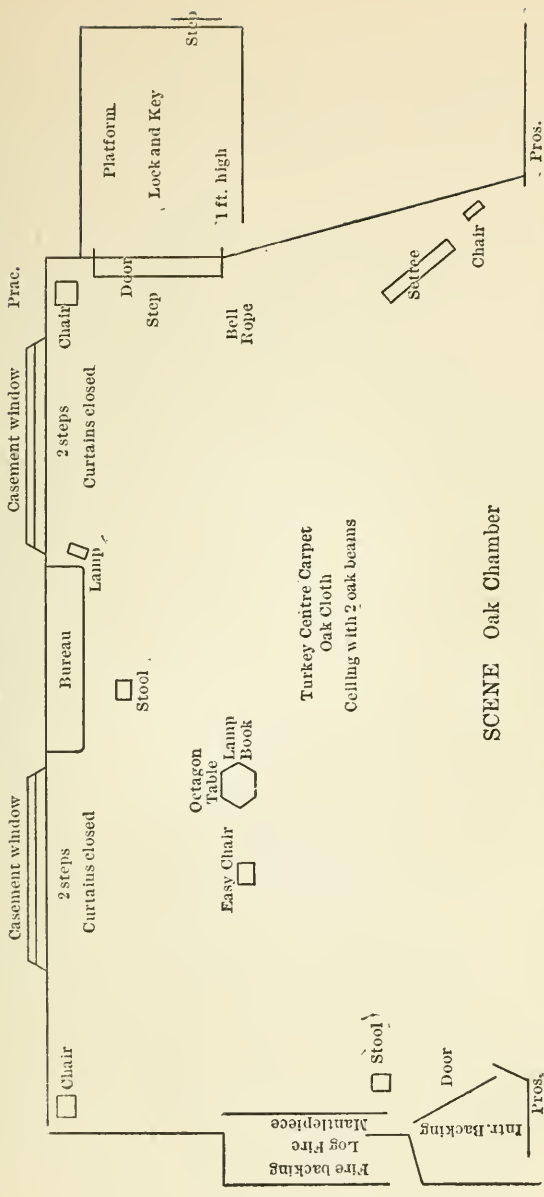 Casement window
Casement window
Prac.
Chair
2 steps
Curtains closed
Bureau
Lamp
2 steps
Curtains closed
Chair
Door
Step
Platform
Lock and Key
1 ft. high
Step
Stool
Bell
Rope
Octagon
Table
Lamp
Book
Easy Chair
Turkey Centre Carpet
Oak Cloth
Ceiling with 2 oak beams
Settee
Chair
Fire backing
Log Fire
Mantlepiece
Stool
Door
Intr. Backing
Pros.
SCENE Oak Chamber
Pros.